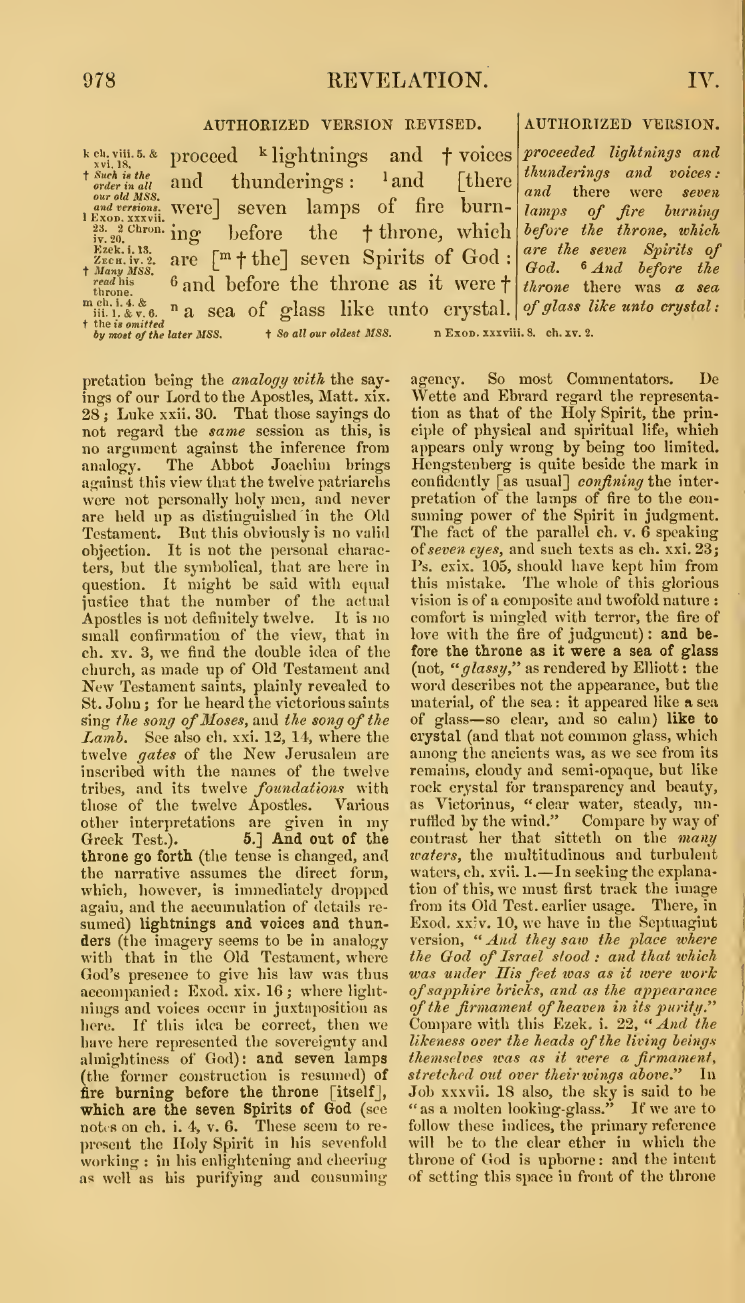 978 REVELATION. IV.
AUTHORIZED VERSION REVISED.
k ch. viii. 5. &
xvi. 18.
† Such is the
order in all
our old MSS.
and versions.
l Exod. xxvii.
23. 2 Chron.
iv. 20.
Ezek. i. 13.
Zech. iv. 2.
† Many MSS.
read his
throne.
m ch. i. 4. &
iii. 1. & v. 6.
† the is omitted
by most of the later MSS.
proceed k lightnings and † voices
and thunderings : l and [there
were] seven lamps of fire burn-
ing before the † throne, which
are [m † the] seven Spirits of God :
6 and before the throne as it were †
n a sea of glass like unto crystal.
† So all our oldest MSS. n Exod. xxxviii. 8. ch. xv. 2.
AUTHORIZED VERSION.
proceeded lightnings and
thunderings and voices :
and there were seven
lamps of fire burning
before the throne, which
are the seven Spirits of
God. 6 And before the
throne there was a sea
of glass like unto crystal :
pretation being the analogy with the say-
ings of our Lord to the Apostles, Matt. xix.
28 ; Luke xxii. 30. That those sayings do
not regard the same session as this, is
no argument against the inference from
analogy. The Abbot Joachim brings
against this view that the twelve patriarchs
were not personally holy men, and never
are held up as distinguished in the Old
Testament. But this obviously is no valid
objection. It is not the personal charac-
ters, but the symbolical, that are here in
question. It might be said with equal
justice that the number of the actual
Apostles is not definitely twelve. It is no
small confirmation of the view, that in
ch. xv. 3, we find the double idea of the
church, as made up of Old Testament and
New Testament saints, plainly revealed to
St. John ; for he heard the victorious saints
sing the song of Moses, and the song of the
Lamb. See also ch. xxi. 12, 14, where the
twelve gates of the New Jerusalem are
inscribed with the names of the twelve
tribes, and its twelve foundations with
those of the twelve Apostles. Various
other interpretations are given in my
Greek Test.). 5.] And out of the
throne go forth (the tense is changed, and
the narrative assumes the direct form,
which, however, is immediately dropped
again, and the accumulation of details re-
sumed) lightnings and voices and thun-
ders (the imagery seems to be in analogy
with that in the Old Testament, where
God's presence to give his law was thus
accompanied : Exod. xix. 16 ; where light-
nings and voices occur in juxtaposition as
here. If this idea be correct, then we
have here represented the sovereignty and
almightiness of God) : and seven lamps
(the former construction is resumed) of
fire burning before the throne [itself],
which are the seven Spirits of God (see
notes on ch. i. 4, v. 6. These seem to re-
present the Holy Spirit in his sevenfold
working : in his enlightening and cheering
as well as his purifying and consuming
agency. So most Commentators. De
Wette and Ebrard regard the representa-
tion as that of the Holy Spirit, the prin-
ciple of physical and spiritual life, which
appears only wrong by being too limited.
Hengstenberg is quite beside the mark in
confidently [as usual] confining the inter-
pretation of the lamps of fire to the con-
suming power of the Spirit in judgment.
The fact of the parallel ch. v. 6 speaking
of seven eyes, and such texts as ch. xxi. 23 ;
Ps. cxix. 105, should have kept him from
this mistake. The whole of this glorious
vision is of a composite and twofold nature :
comfort is mingled with terror, the fire of
love with the fire of judgment) : and be-
fore the throne as it were a sea of glass
(not, "glassy," as rendered by Elliott : the
word describes not the appearance, but the
material, of the sea : it appeared like a sea
of glass—so clear, and so calm) like to
crystal (and that not common glass, which
among the ancients was, as we see from its
remains, cloudy and semi-opaque, but like
rock crystal for transparency and beauty,
as Victorinus, "clear water, steady, un-
ruffled by the wind." Compare by way of
contrast her that sitteth on the many
waters, the multitudinous and turbulent
waters, ch. xvii. 1.—In seeking the explana-
tion of this, we must first track the image
from its Old Test. earlier usage. There, in
Exod. xxiv. 10, we have in the Septuagint
version, "And they saw the place where
the God of Israel stood : and that which
was under His feet was as it were work
of sapphire bricks, and as the appearance
of the firmament of heaven in its purity."
Compare with this Ezek. i. 22, "And the
likeness over the heads of the living beings
themselves was as it were a firmament,
stretched out over their wings above." In
Job xxxvii. 18 also, the sky is said to be
"as a molten looking-glass." If we are to
follow these indices, the primary reference
will be to the clear ether in which the
throne of God is upborne : and the intent
of setting this space in front of the throne